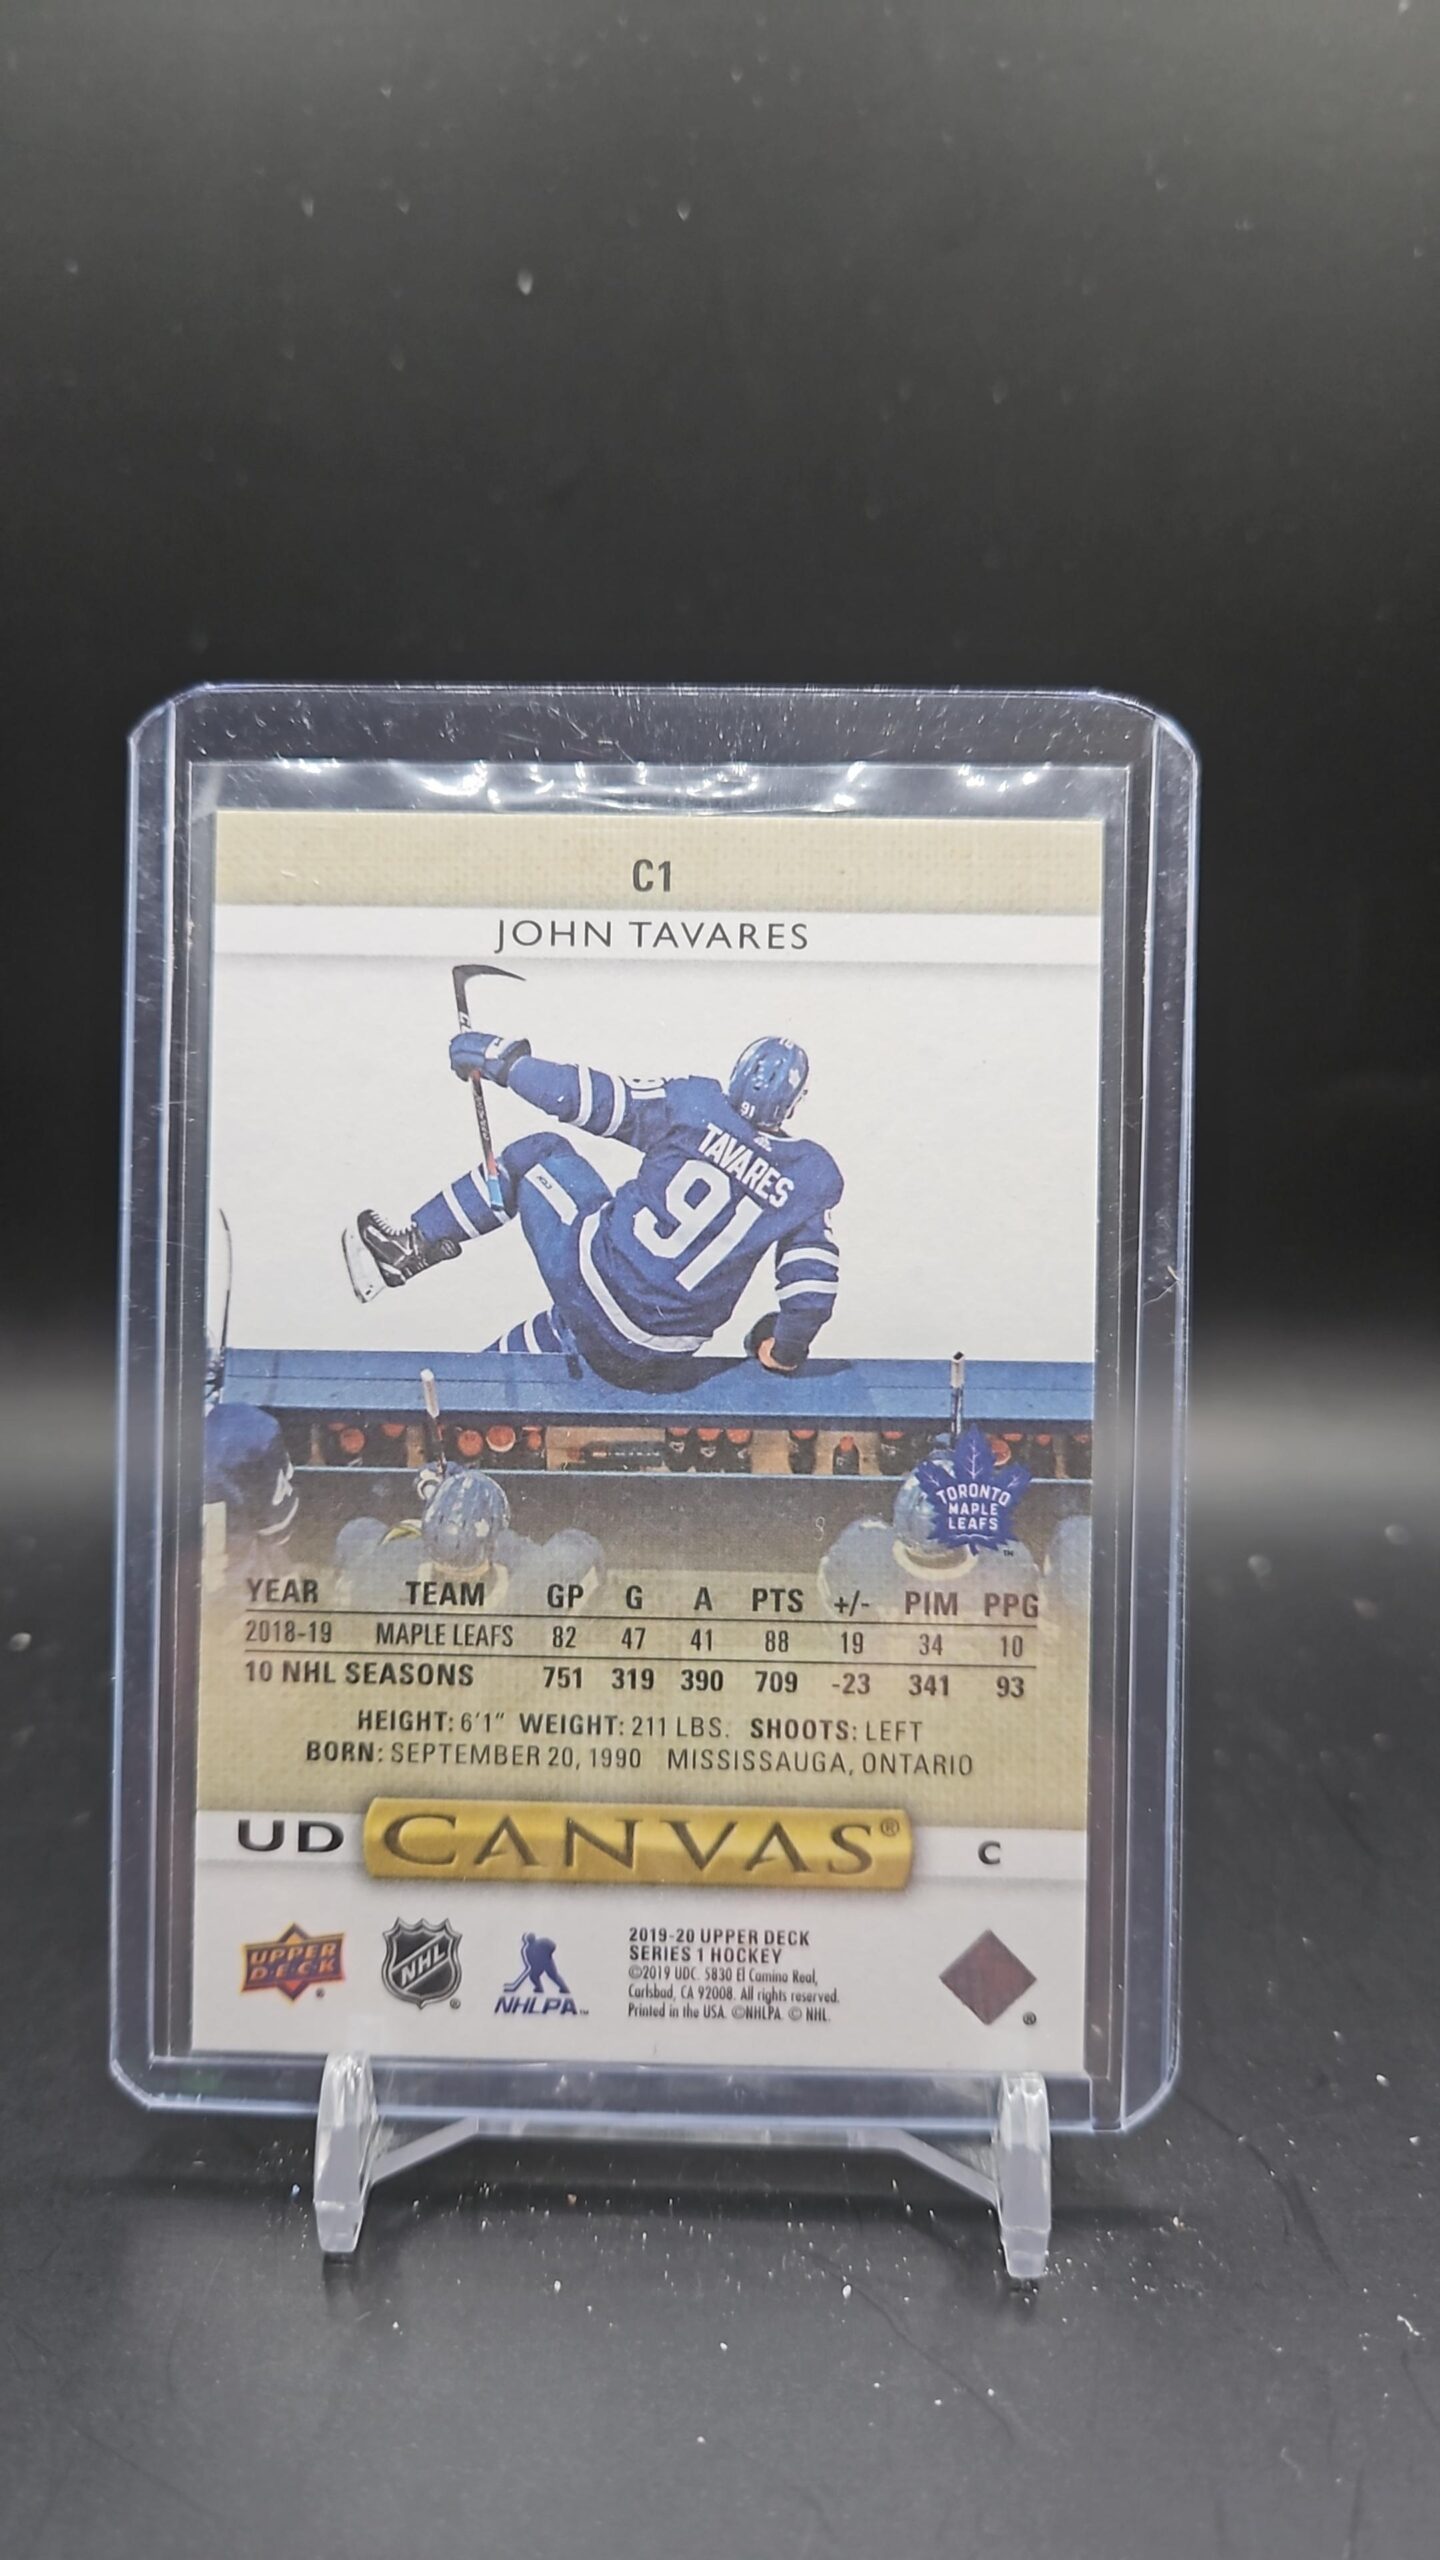 C1
JOHN TAVARES
91
TAVARES
91
TORONTO
MAPLE
LEAFS
TM
YEAR TEAM GP G A PTS +/- PIM PPG
2018-19 MAPLE LEAFS 82 47 41 88 19 34 10
10 NHL SEASONS 751 319 390 709 -23 341 93
HEIGHT: 6'1" WEIGHT: 211 LBS. SHOOTS: LEFT
BORN: SEPTEMBER 20, 1990 MISSISSAUGA, ONTARIO
UD CANVAS® C
UPPER
DECK
®
NHL
®
NHLPA™
2019-20 UPPER DECK
SERIES 1 HOCKEY
©2019 UDC. 5830 El Camino Real,
Carlsbad, CA 92008. All rights reserved.
Printed in the USA. ©NHLPA © NHL.
®